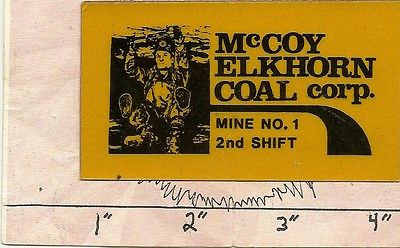 McCOY
ELKHORN
COAL corp.
MINE NO. 1
2nd SHIFT
1" 2" 3" 4"